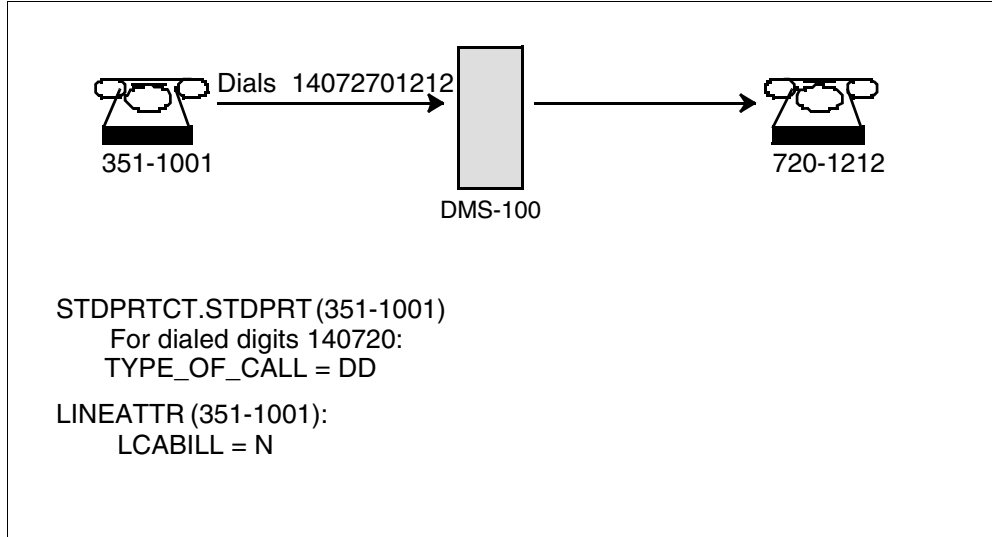 Dials 14072701212
351-1001
720-1212
DMS-100
STDPRTCT.STDPRT (351-1001)
For dialed digits 140720:
TYPE_OF_CALL = DD
LINEATTR (351-1001):
LCABILL = N